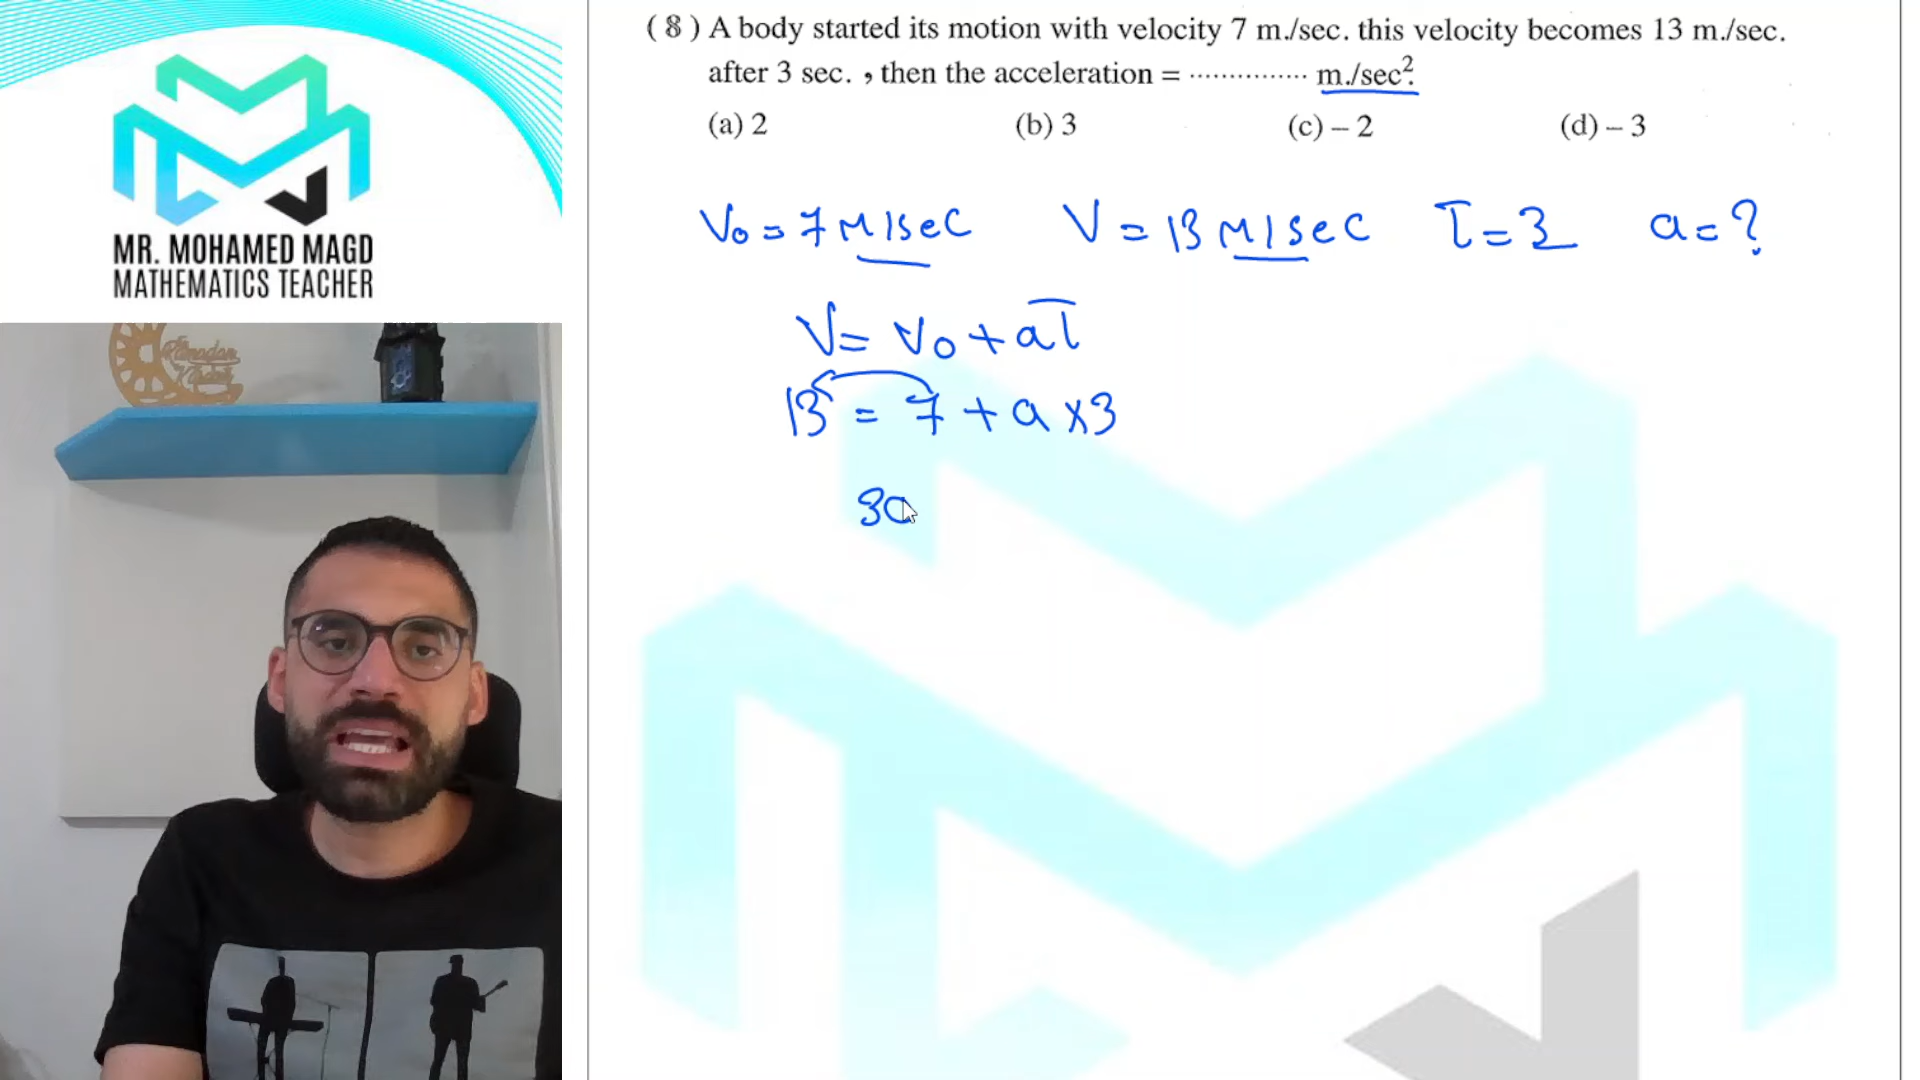 MR. MOHAMED MAGD
MATHEMATICS TEACHER
Ramadan
(8) A body started its motion with velocity 7 m./sec. this velocity becomes 13 m./sec.
after 3 sec. , then the acceleration = ............... m./sec².
(a) 2 (b) 3 (c) – 2 (d) – 3
V₀ = 7 M/sec V = 13 M/sec T = 3 a = ?
V = V₀ + aT
13 = 7 + a x 3
3a